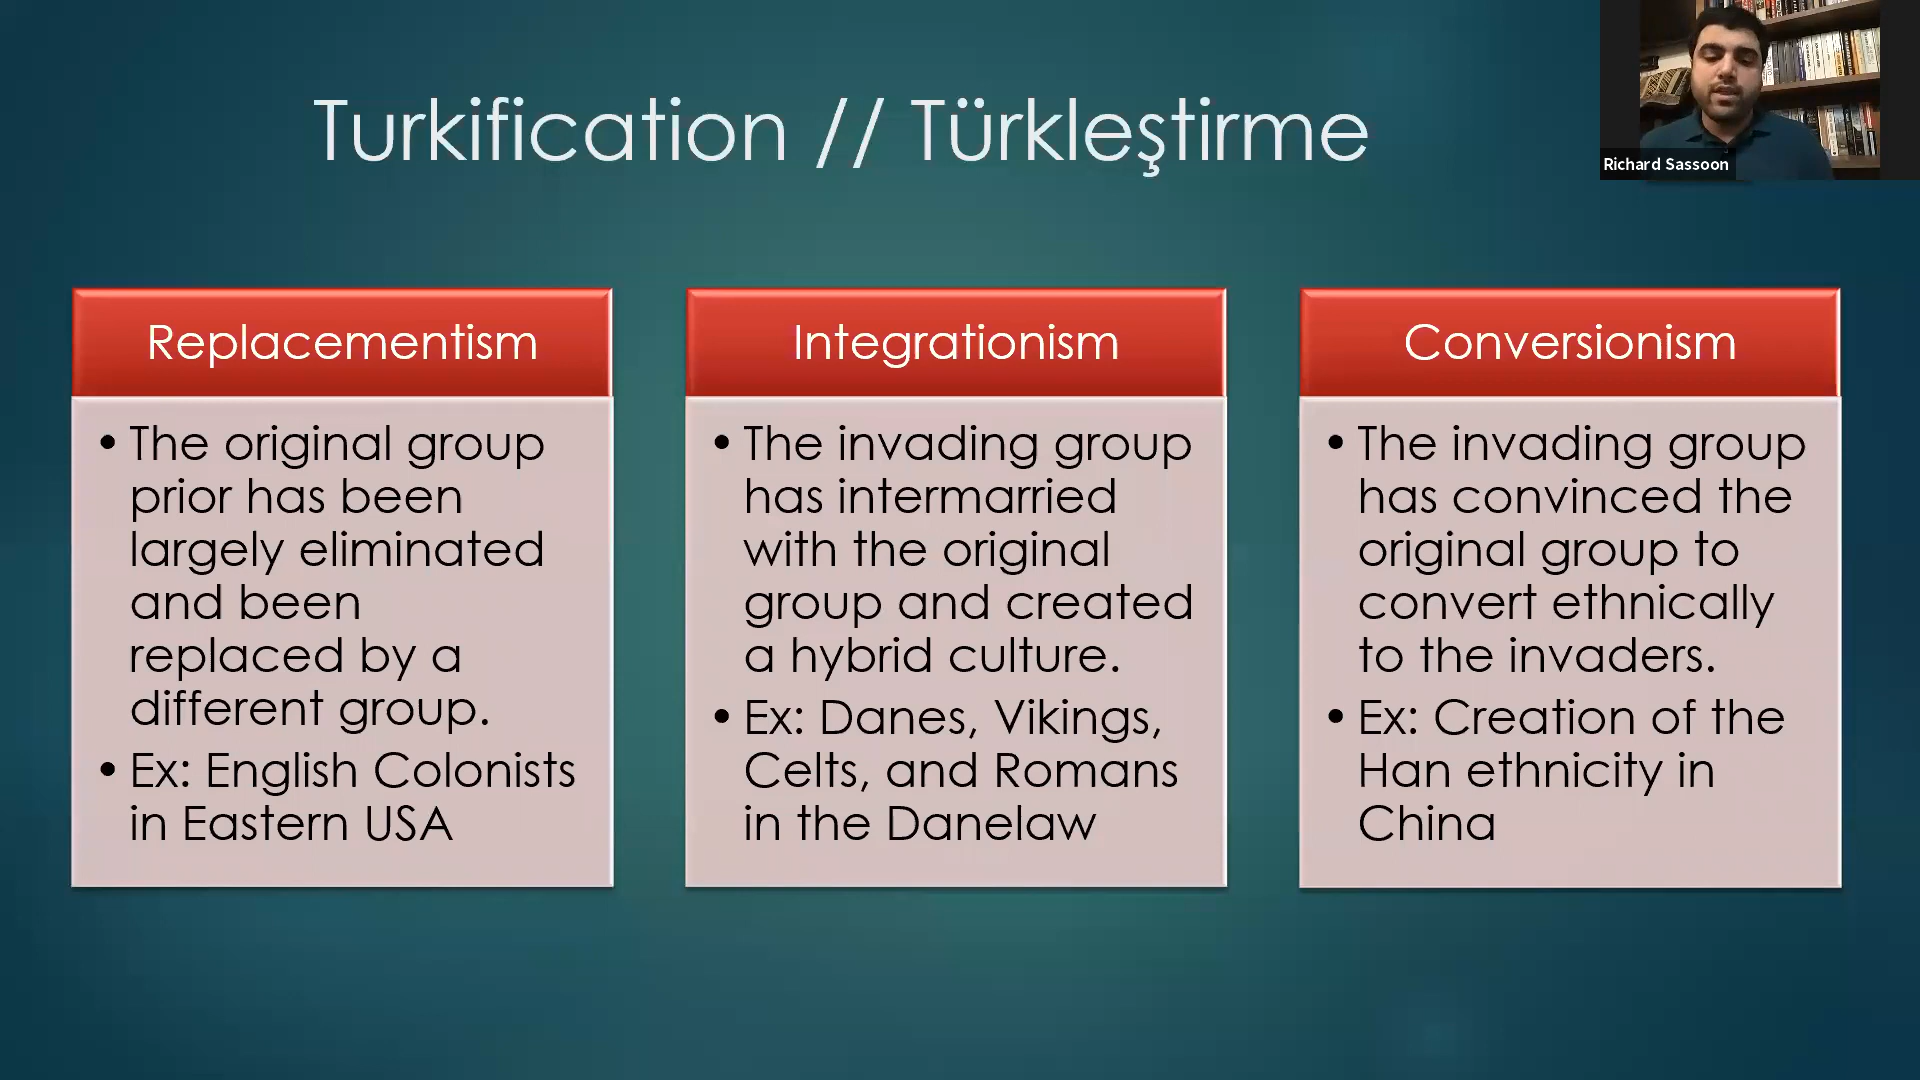 Turkification // Türkleştirme
Richard Sassoon
Replacementism
• The original group
prior has been
largely eliminated
and been
replaced by a
different group.
• Ex: English Colonists
in Eastern USA
Integrationism
• The invading group
has intermarried
with the original
group and created
a hybrid culture.
• Ex: Danes, Vikings,
Celts, and Romans
in the Danelaw
Conversionism
• The invading group
has convinced the
original group to
convert ethnically
to the invaders.
• Ex: Creation of the
Han ethnicity in
China